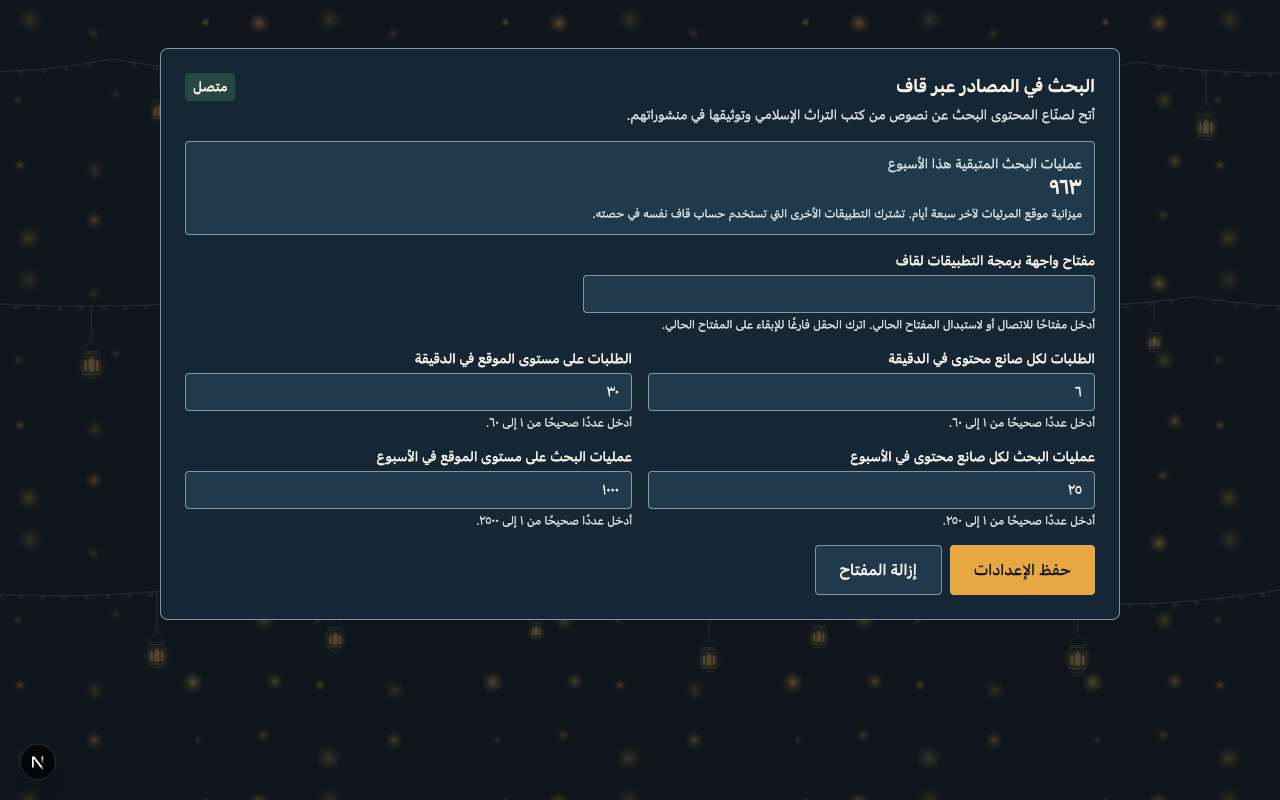 البحث في المصادر عبر قاف
متصل
أتح لصنّاع المحتوى البحث عن نصوص من كتب التراث الإسلامي وتوثيقها في منشوراتهم.
عمليات البحث المتبقية هذا الأسبوع
٩٦٣
ميزانية موقع المرئيات لآخر سبعة أيام. تشترك التطبيقات الأخرى التي تستخدم حساب قاف نفسه في حصته.
مفتاح واجهة برمجة التطبيقات لقاف
أدخل مفتاحًا للاتصال أو لاستبدال المفتاح الحالي. اترك الحقل فارغًا للإبقاء على المفتاح الحالي.
الطلبات لكل صانع محتوى في الدقيقة
٦
أدخل عددًا صحيحًا من ١ إلى ٦٠.
الطلبات على مستوى الموقع في الدقيقة
٣٠
أدخل عددًا صحيحًا من ١ إلى ٦٠.
عمليات البحث لكل صانع محتوى في الأسبوع
٢٥
أدخل عددًا صحيحًا من ١ إلى ٢٥٠.
عمليات البحث على مستوى الموقع في الأسبوع
١٠٠٠
أدخل عددًا صحيحًا من ١ إلى ٢٥٠٠.
حفظ الإعدادات
إزالة المفتاح
N